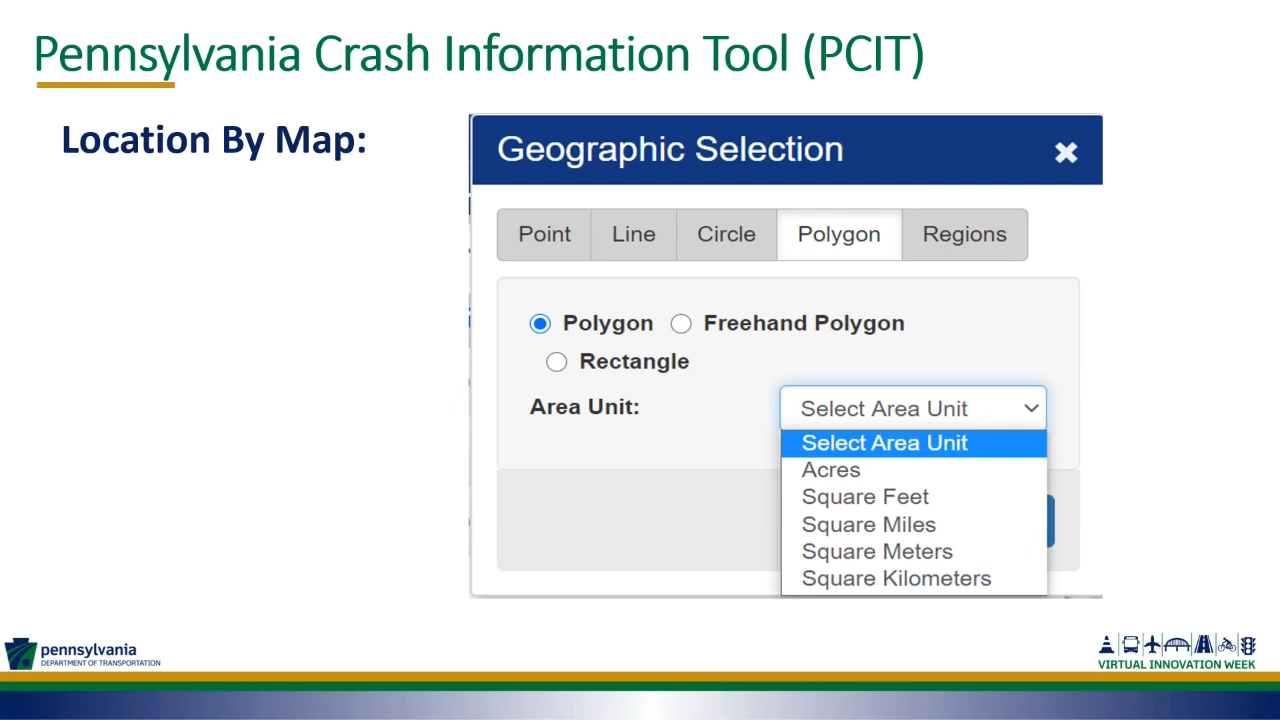 Pennsylvania Crash Information Tool (PCIT)
Location By Map:
Geographic Selection
Point Line Circle Polygon Regions
Polygon Freehand Polygon
Rectangle
Area Unit: Select Area Unit
Select Area Unit
Acres
Square Feet
Square Miles
Square Meters
Square Kilometers
pennsylvania
DEPARTMENT OF TRANSPORTATION
VIRTUAL INNOVATION WEEK